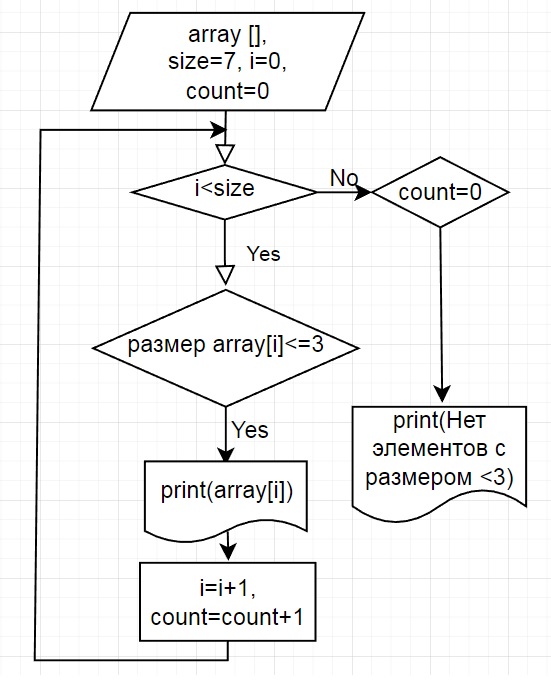 array [],
size=7, i=0,
count=0
i<size
No
count=0
Yes
размер array[i]<=3
Yes
print(array[i])
print(Нет
элементов с
размером <3)
i=i+1,
count=count+1